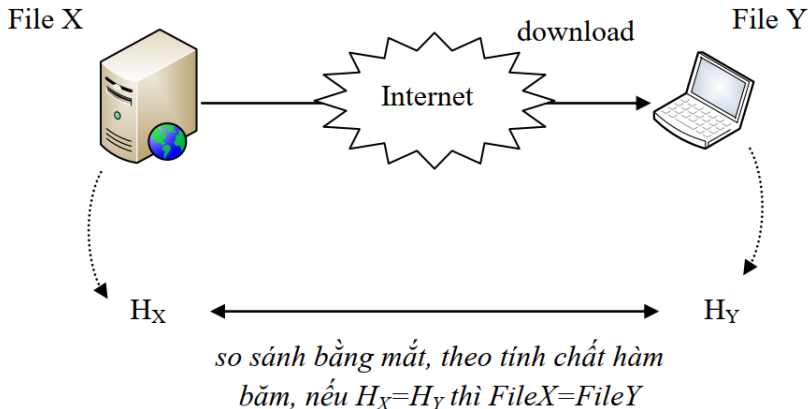 File X
File Y
download
Internet
HX
HY
so sánh bằng mắt, theo tính chất hàm
băm, nếu HX=HY thì FileX=FileY